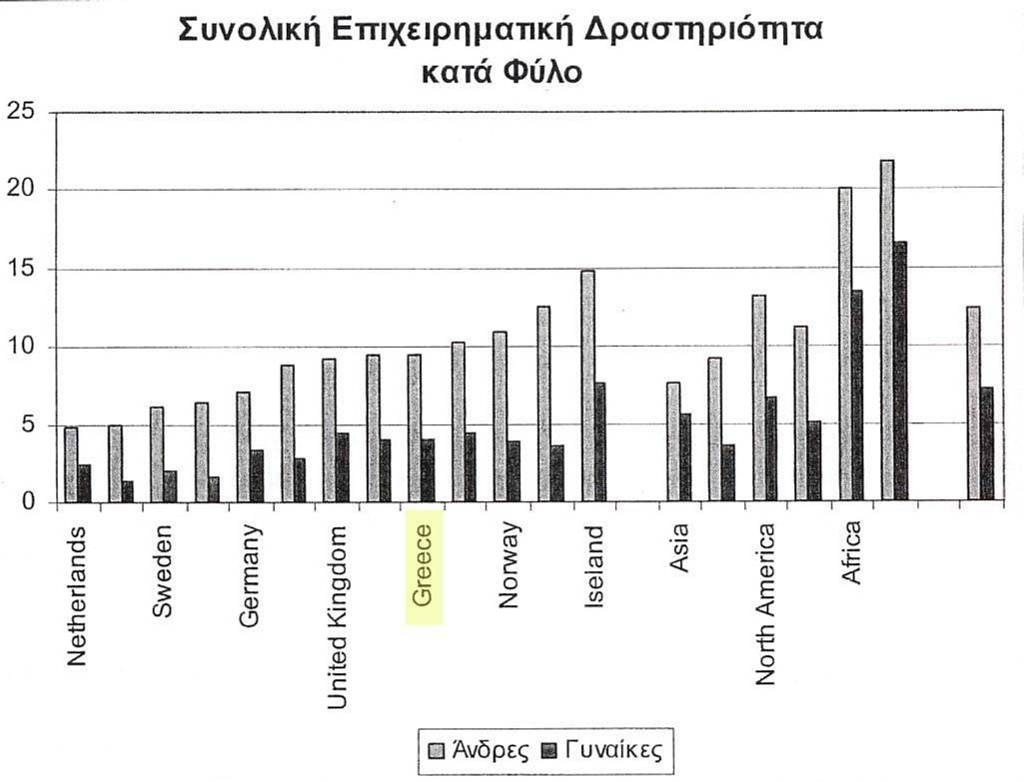 Συνολική Επιχειρηματική Δραστηριότητα
κατά Φύλο
25
20
15
10
5
0
Netherlands
Sweden
Germany
United Kingdom
Greece
Norway
Iseland
Asia
North America
Africa
Άνδρες Γυναίκες